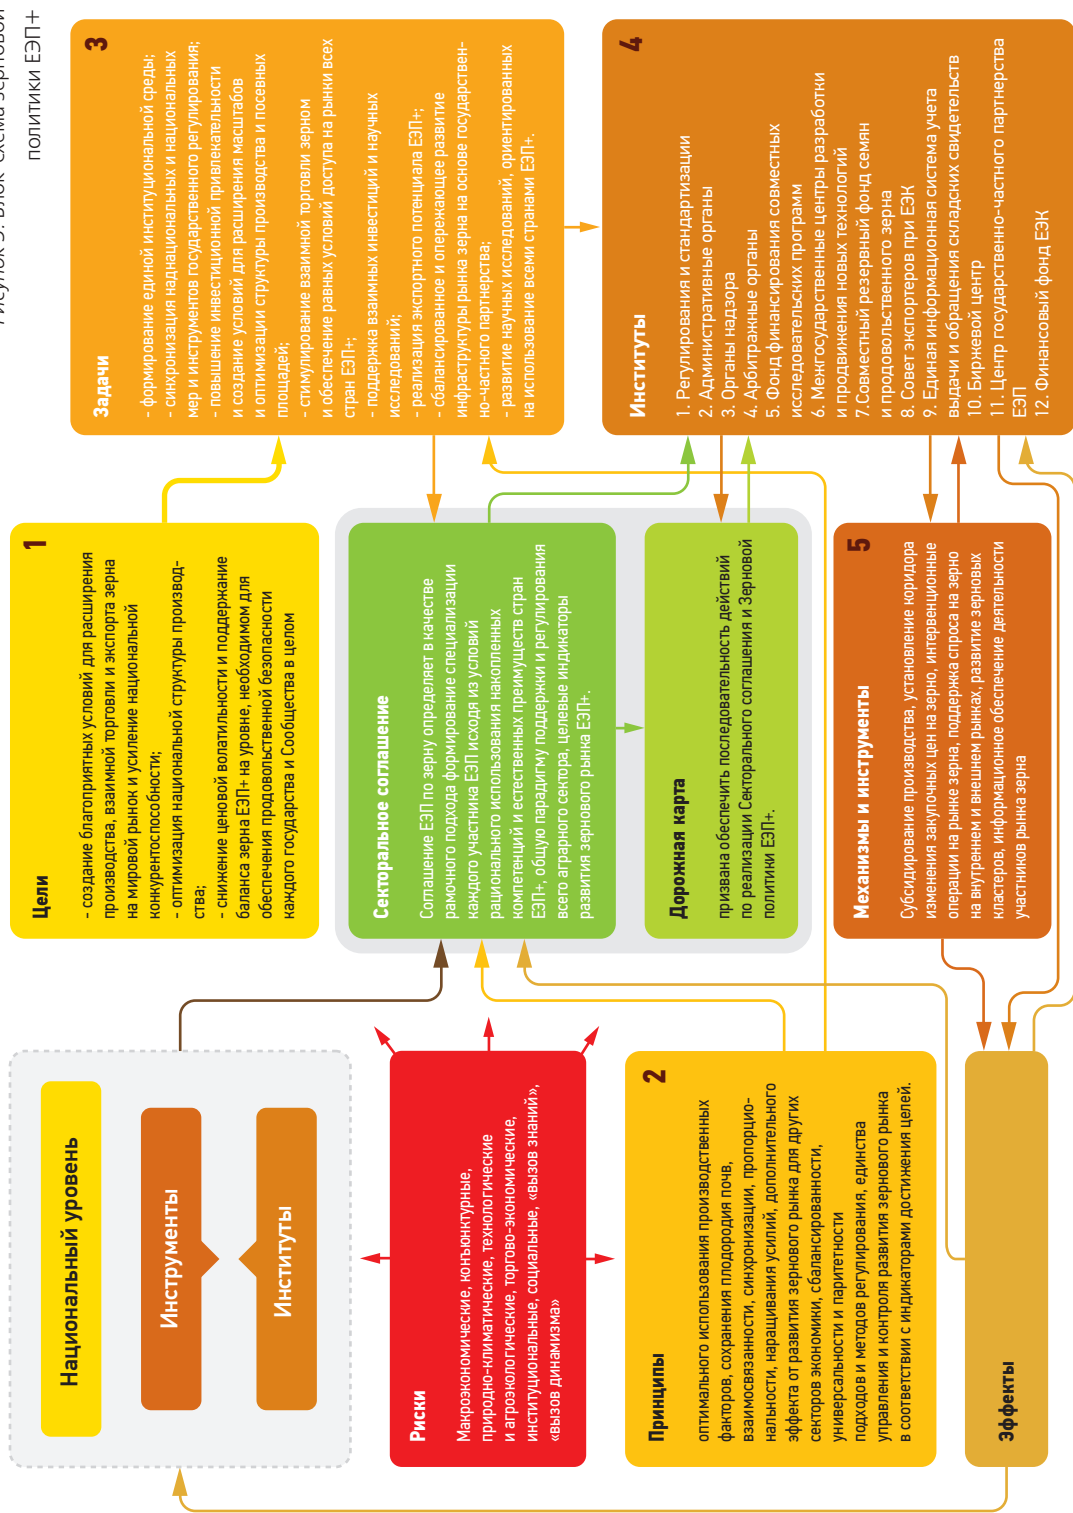 Рисунок 5. Блок-схема зерновой
политики ЕЭП+
Национальный уровень
Инструменты
Институты
Цели
1
- создание благоприятных условий для расширения
производства, взаимной торговли и экспорта зерна
на мировой рынок и усиление национальной
конкурентоспособности;
- оптимизация национальной структуры производ-
ства;
- снижение ценовой волатильности и поддержание
баланса зерна ЕЭП+ на уровне, необходимом для
обеспечения продовольственной безопасности
каждого государства и Сообщества в целом
Задачи
3
- формирование единой институциональной среды;
- синхронизация наднациональных и национальных
мер и инструментов государственного регулирования;
- повышение инвестиционной привлекательности
и создание условий для расширения масштабов
и оптимизации структуры производства и посевных
площадей;
- стимулирование взаимной торговли зерном
и обеспечение равных условий доступа на рынки всех
стран ЕЭП+;
- поддержка взаимных инвестиций и научных
исследований;
- реализация экспортного потенциала ЕЭП+;
- сбалансированное и опережающее развитие
инфраструктуры рынка зерна на основе государствен-
но-частного партнерства;
- развитие научных исследований, ориентированных
на использование всеми странами ЕЭП+.
Риски
Макроэкономические, конъюнктурные,
природно-климатические, технологические
и агроэкологические, торгово-экономические,
институциональные, социальные, «вызов знаний»,
«вызов динамизма»
Секторальное соглашение
Соглашение ЕЭП по зерну определяет в качестве
рамочного подхода формирование специализации
каждого участника ЕЭП исходя из условий
рационального использования накопленных
компетенций и естественных преимуществ стран
ЕЭП+, общую парадигму поддержки и регулирования
всего аграрного сектора, целевые индикаторы
развития зернового рынка ЕЭП+.
Дорожная карта
призвана обеспечить последовательность действий
по реализации Секторального соглашения и Зерновой
политики ЕЭП+.
Институты
4
1. Регулирования и стандартизации
2. Административные органы
3. Органы надзора
4. Арбитражные органы
5. Фонд финансирования совместных
исследовательских программ
6. Межгосударственные центры разработки
и продвижения новых технологий
7.Совместный резервный фонд семян
и продовольственного зерна
8. Совет экспортеров при ЕЭК
9. Единая информационная система учета
выдачи и обращения складских свидетельств
10. Биржевой центр
11. Центр государственно-частного партнерства
ЕЭП
12. Финансовый фонд ЕЭК
Принципы
2
оптимального использования производственных
факторов, сохранения плодородия почв,
взаимосвязанности, синхронизации, пропорцио-
нальности, наращивания усилий, дополнительного
эффекта от развития зернового рынка для других
секторов экономики, сбалансированности,
универсальности и паритетности
подходов и методов регулирования, единства
управления и контроля развития зернового рынка
в соответствии с индикаторами достижения целей.
Механизмы и инструменты
5
Субсидирование производства, установление коридора
изменения закупочных цен на зерно, интервенционные
операции на рынке зерна, поддержка спроса на зерно
на внутреннем и внешнем рынках, развитие зерновых
кластеров, информационное обеспечение деятельности
участников рынка зерна
Эффекты